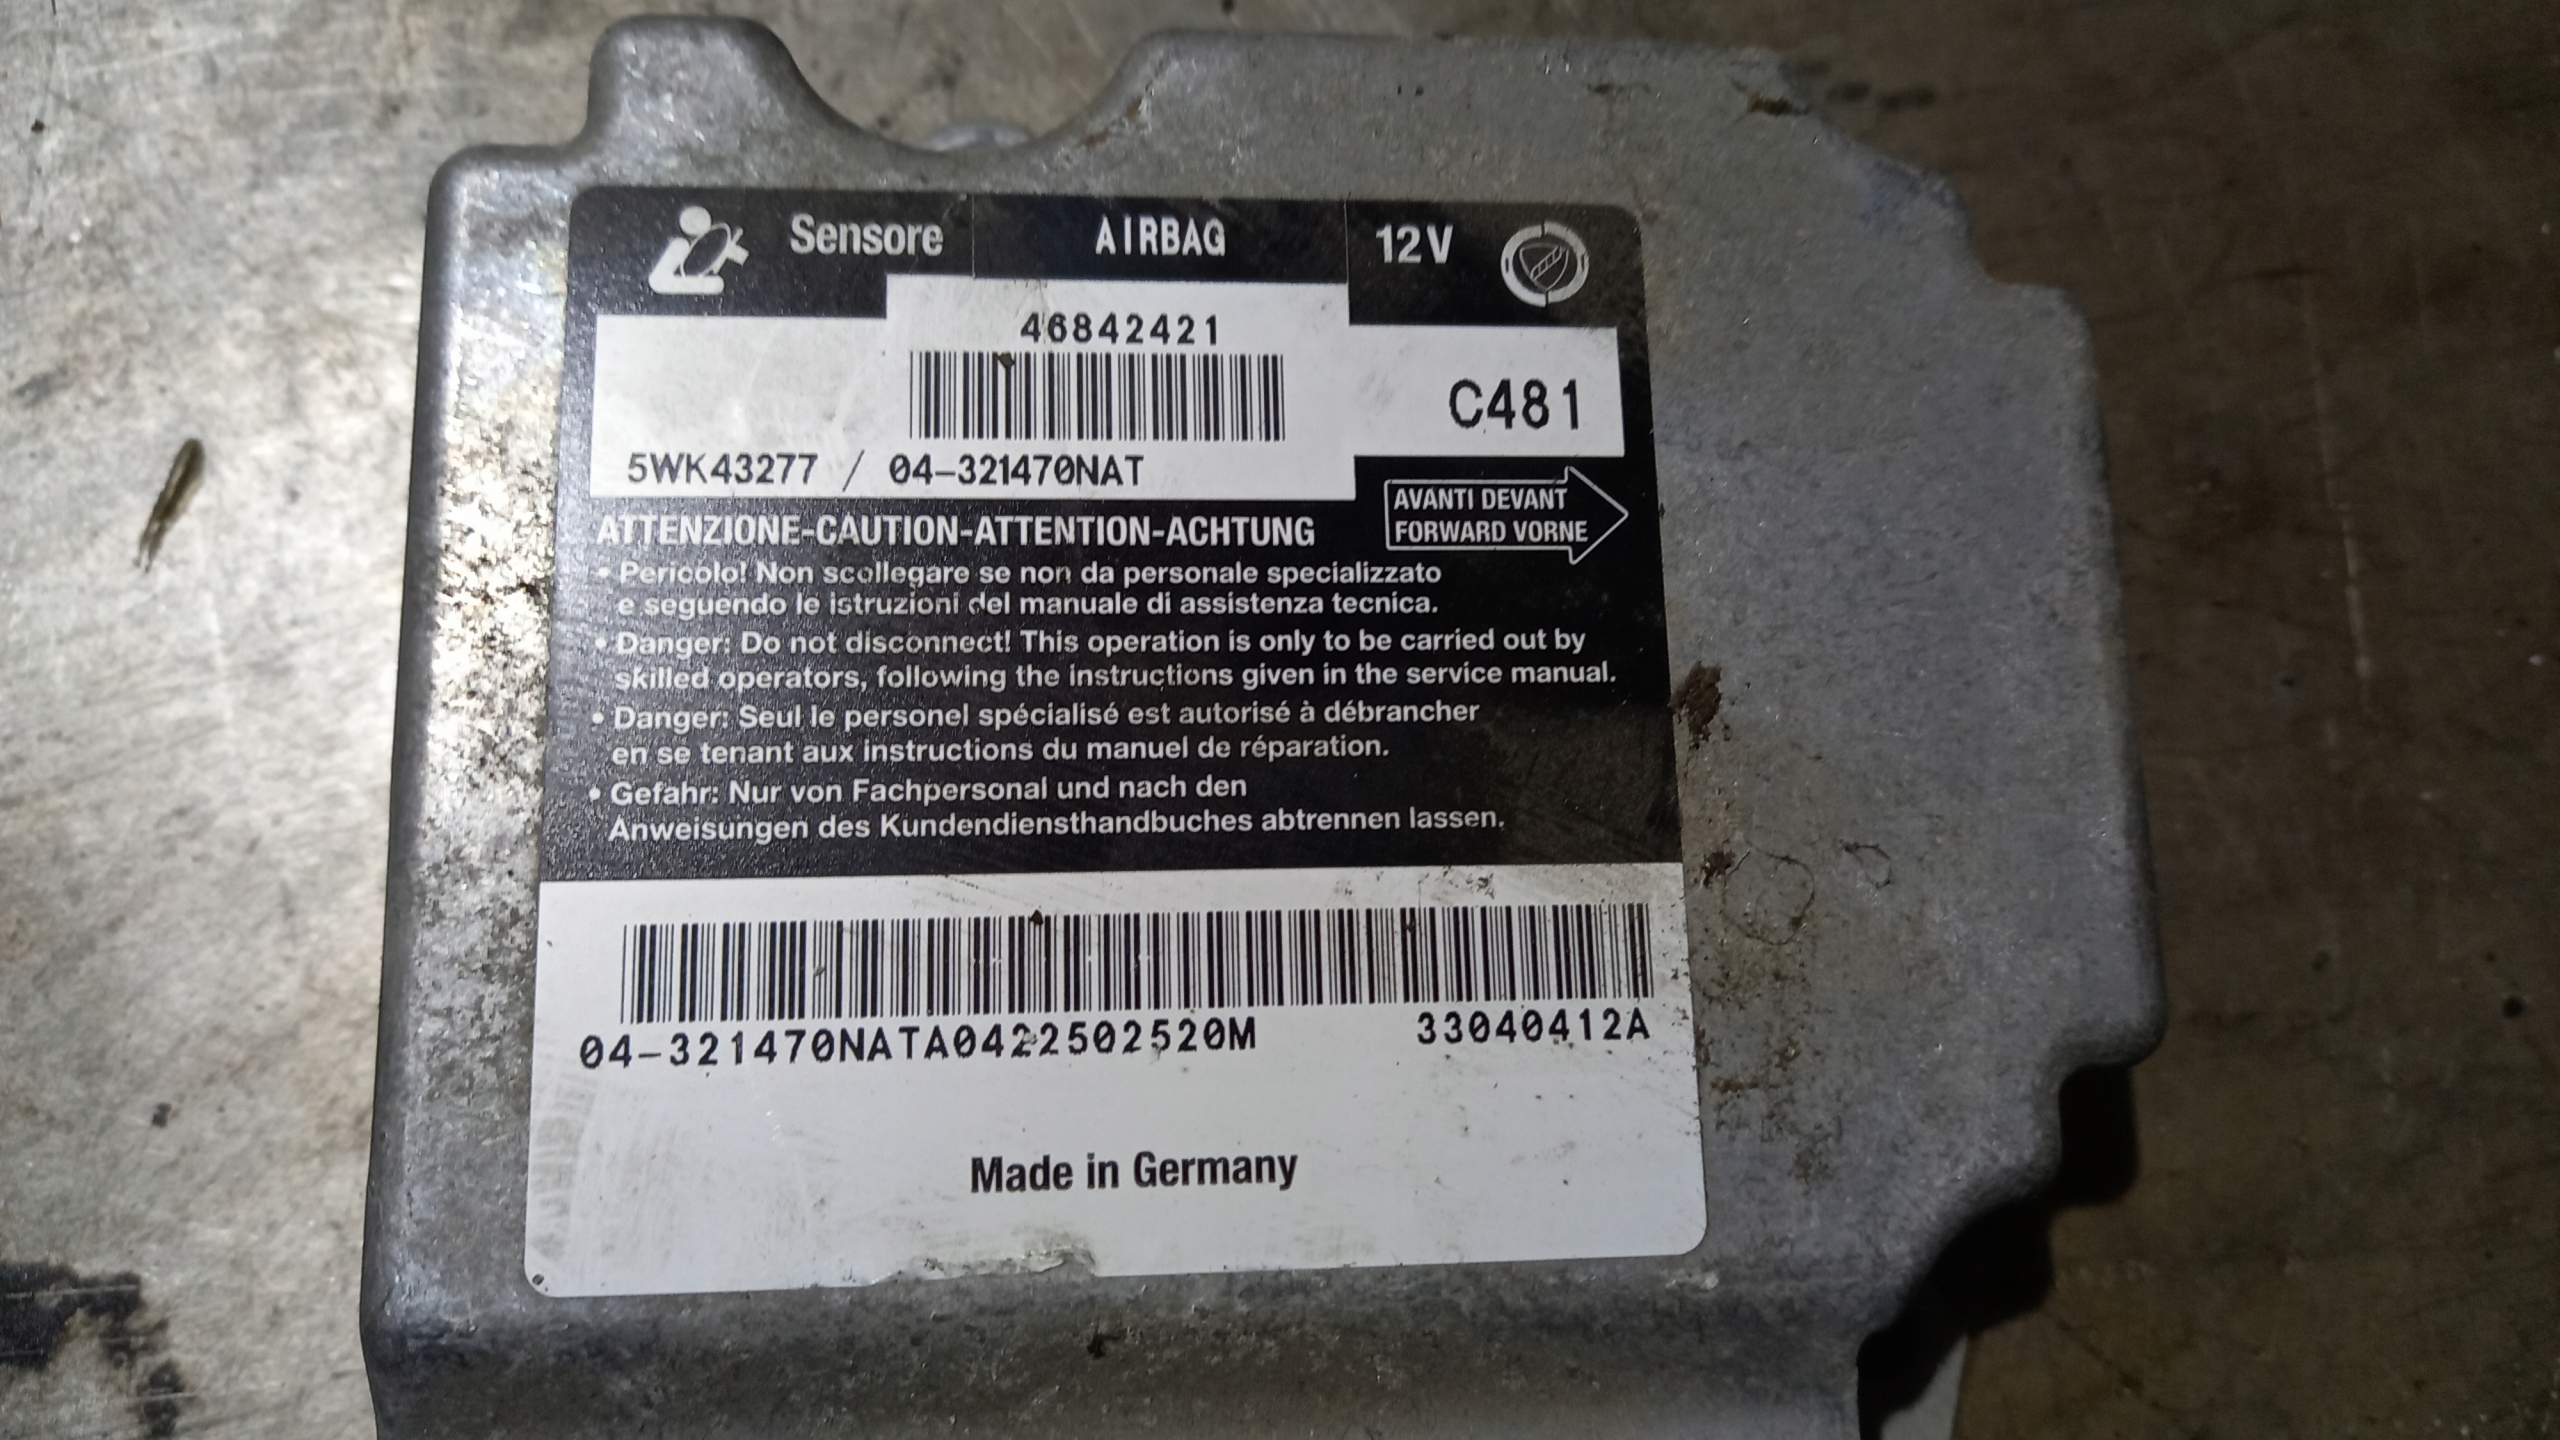 Sensore AIRBAG 12V
46842421
C481
5WK43277 / 04-321470NAT
AVANTI DEVANT
FORWARD VORNE
ATTENZIONE-CAUTION-ATTENTION-ACHTUNG
• Pericolo! Non scollegare se non da personale specializzato
e seguendo le istruzioni del manuale di assistenza tecnica.
• Danger: Do not disconnect! This operation is only to be carried out by
skilled operators, following the instructions given in the service manual.
• Danger: Seul le personel spécialisé est autorisé à débrancher
en se tenant aux instructions du manuel de réparation.
• Gefahr: Nur von Fachpersonal und nach den
Anweisungen des Kundendiensthandbuches abtrennen lassen.
04-321470NATA0422502520M 33040412A
Made in Germany